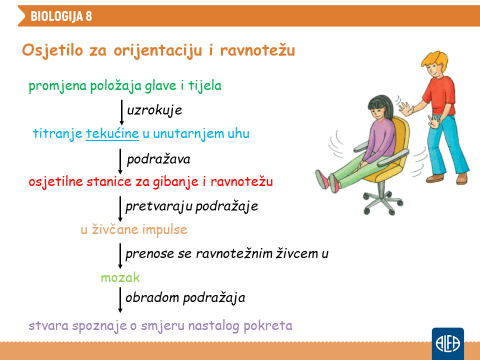 BIOLOGIJA 8
Osjetilo za orijentaciju i ravnotežu
promjena položaja glave i tijela
uzrokuje
titranje tekućine u unutarnjem uhu
podražava
osjetilne stanice za gibanje i ravnotežu
pretvaraju podražaje
u živčane impulse
prenose se ravnotežnim živcem u
mozak
obradom podražaja
stvara spoznaje o smjeru nastalog pokreta
ALFA